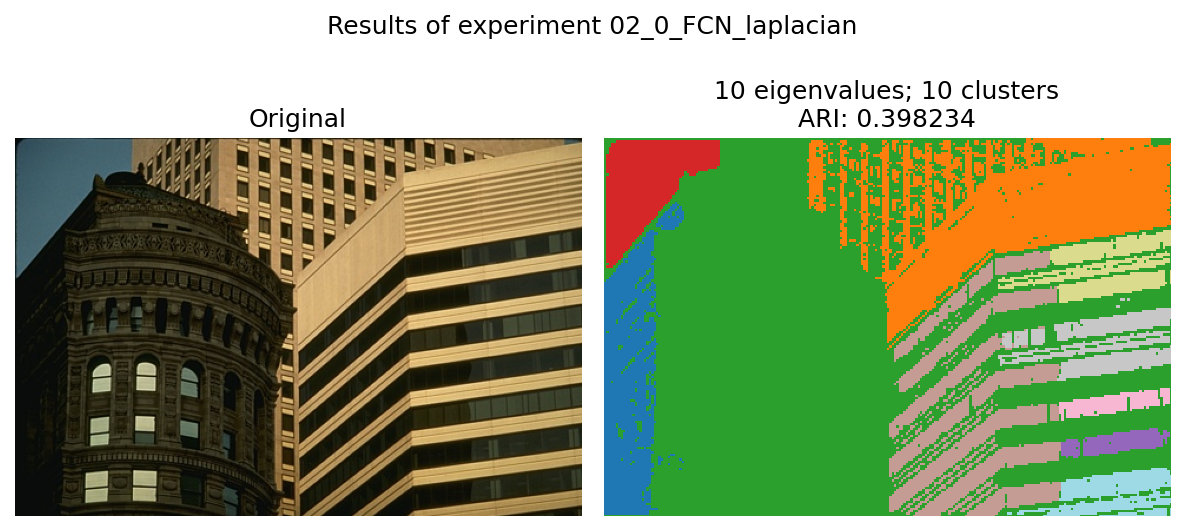 Results of experiment 02_0_FCN_laplacian
Original
10 eigenvalues; 10 clusters
ARI: 0.398234